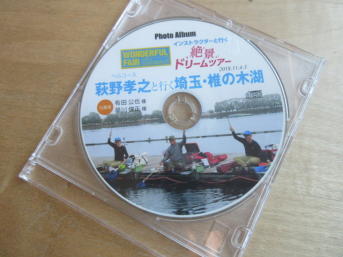 Photo Album
WONDERFUL
FAIR
インストラクターと行く
絶景
ドリームツアー
萩野孝之と行く埼玉・椎の木湖
有田 公也 様